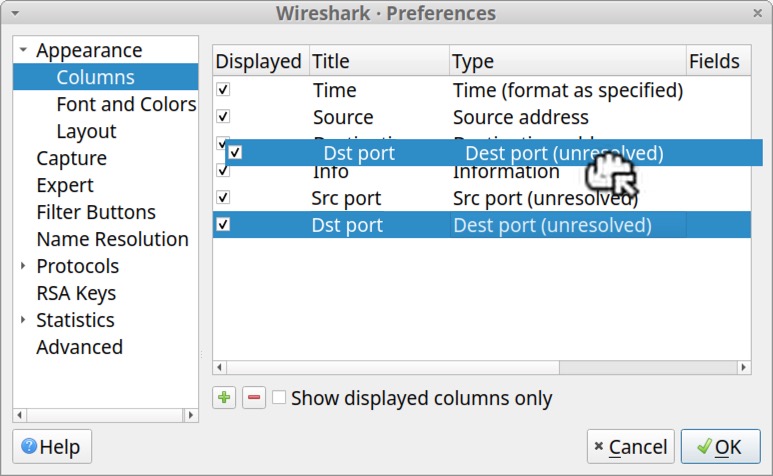 Wireshark · Preferences
Appearance
Columns
Font and Colors
Layout
Capture
Expert
Filter Buttons
Name Resolution
Protocols
RSA Keys
Statistics
Advanced
Displayed Title Type Fields
Time Time (format as specified)
Source Source address
Dst port Dest port (unresolved)
Info Information
Src port Src port (unresolved)
Dst port Dest port (unresolved)
Show displayed columns only
Help
Cancel
OK